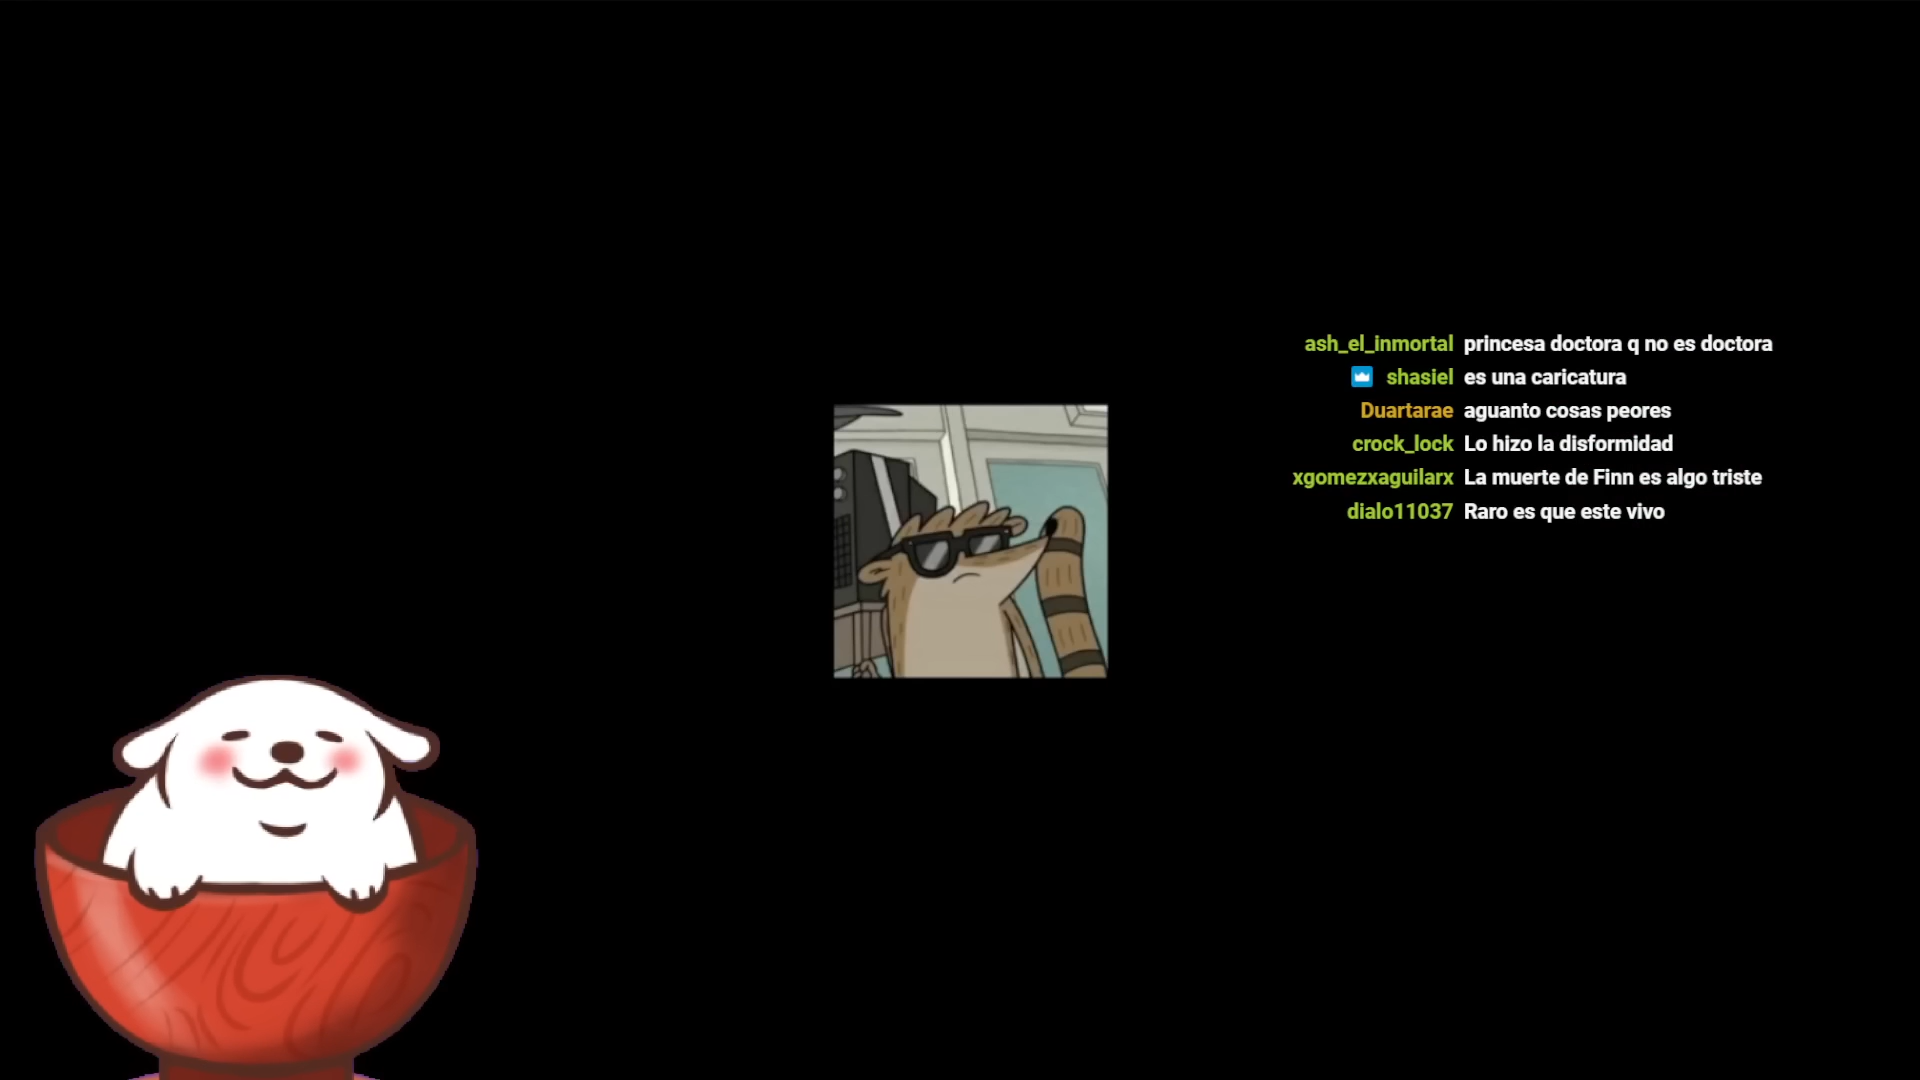 ash_el_inmortal princesa doctora q no es doctora
shasiel es una caricatura
Duartarae aguanto cosas peores
crock_lock Lo hizo la disformidad
xgomezxaguilarx La muerte de Finn es algo triste
dialo11037 Raro es que este vivo